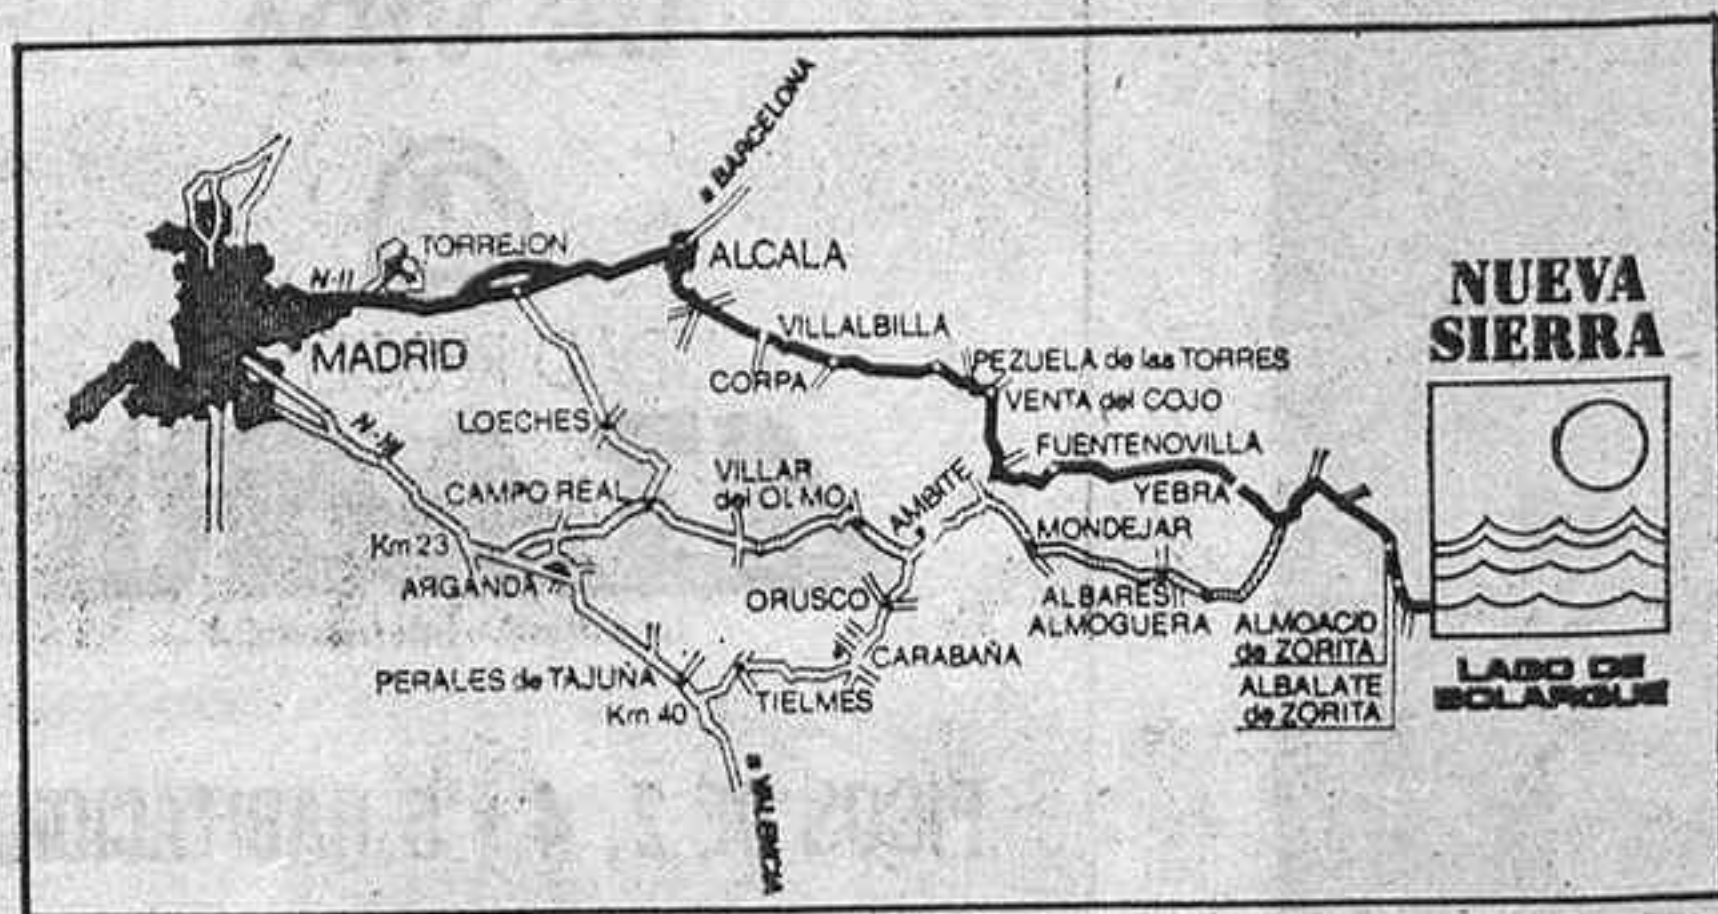 a BARCELONA
TORREJON
ALCALA
N-II
MADRID
VILLALBILLA
CORPA
PEZUELA de las TORRES
VENTA del COJO
NUEVA
SIERRA
LOECHES
N-III
FUENTENOVILLA
CAMPO REAL
VILLAR
del OLMO
AMBITE
YEBRA
MONDEJAR
Km 23
ARGANDA
ORUSCO
ALBARES
ALMOGUERA
ALMOACID
de ZORITA
CARABAÑA
PERALES de TAJUÑA
TIELMES
Km 40
ALBALATE
de ZORITA
LAGO DE
BOLARQUE
a VALENCIA